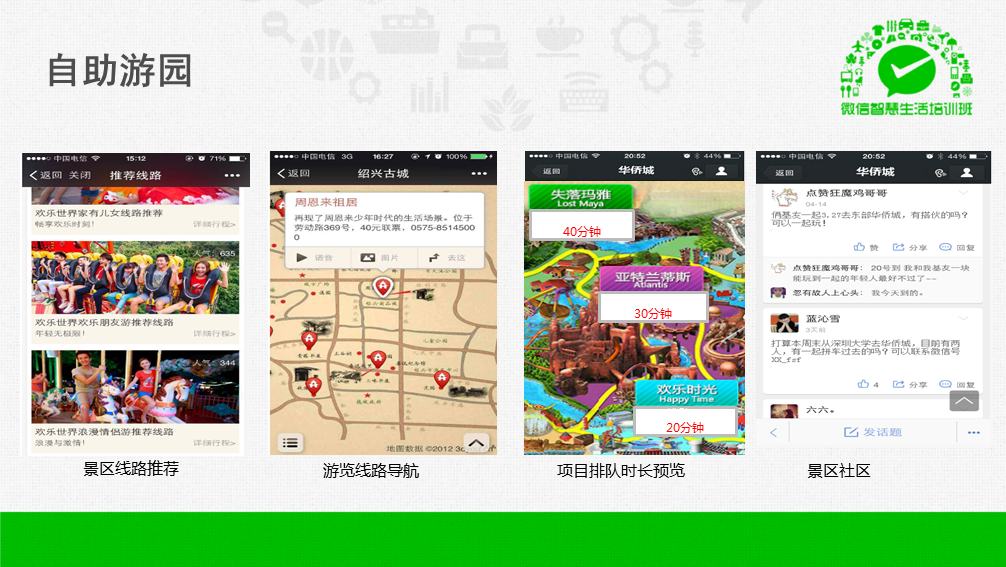 自助游园
微信智慧生活培训班
中国电信 15:12 71%
返回 关闭 推荐线路
欢乐世界家有儿女线路推荐
畅享欢乐时刻! 详细行程>
人气：635
欢乐世界欢乐朋友游推荐线路
年轻无极限! 详细行程>
人气：344
欢乐世界浪漫情侣游推荐线路
浪漫与激情! 详细行程>
景区线路推荐
中国电信 3G 16:27 100%
返回 绍兴古城
周恩来祖居
再现了周恩来少年时代的生活场景。位于
劳动路369号，40元联票，0575-8514500
0
语音 图片 去这
地图数据 ©2012
游览线路导航
中国电信 20:52 44%
返回 华侨城
失落玛雅
Lost Maya
40分钟
亚特兰蒂斯
Atlantis
30分钟
欢乐时光
Happy Time
20分钟
项目排队时长预览
中国电信 20:52 44%
返回 华侨城
点赞狂魔鸡哥哥
04-14
俩基友一起3.27去东部华侨城，有搭伙的吗？
可以一起玩！
赞 分享 回复
点赞狂魔鸡哥哥： 20号到 我和我基友一块
能玩到一起的年轻人最好不过了~~
忽有故人上心头： 我今天到的。
蓝沁雪
3天前
打算本周末从深圳大学去华侨城，目前有两
人，有一起拼车过去的吗？可以联系微信号
XX_fsf
4 分享 回复
六六。
发话题
景区社区